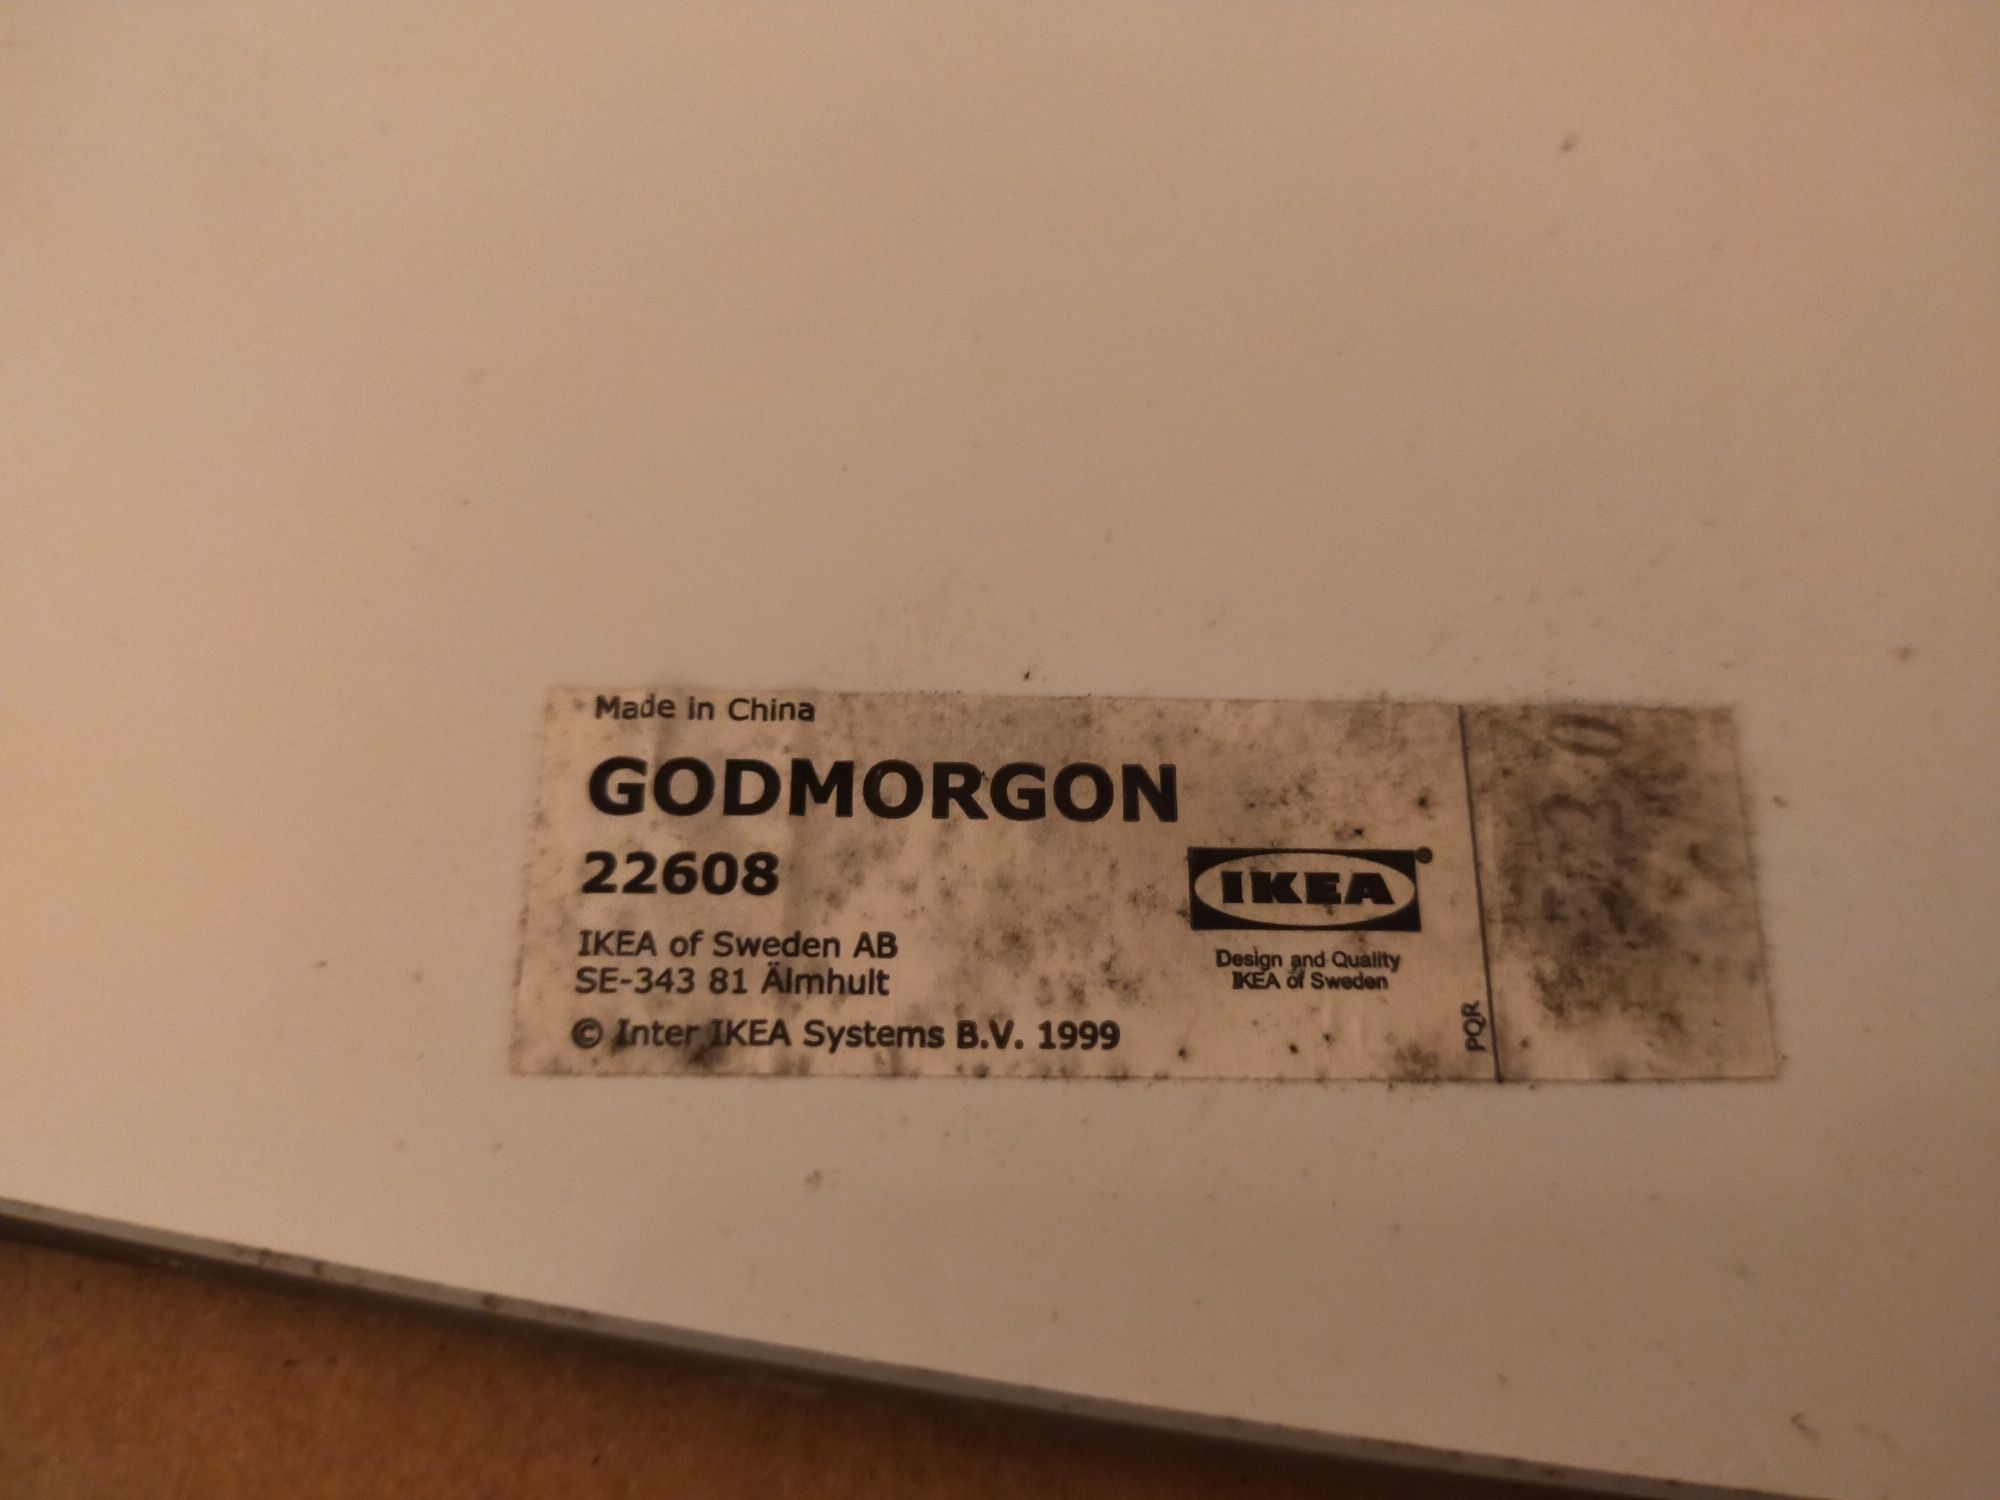 Made in China
GODMORGON
22608
IKEA of Sweden AB
SE-343 81 Älmhult
© Inter IKEA Systems B.V. 1999
IKEA®
Design and Quality
IKEA of Sweden
PQR